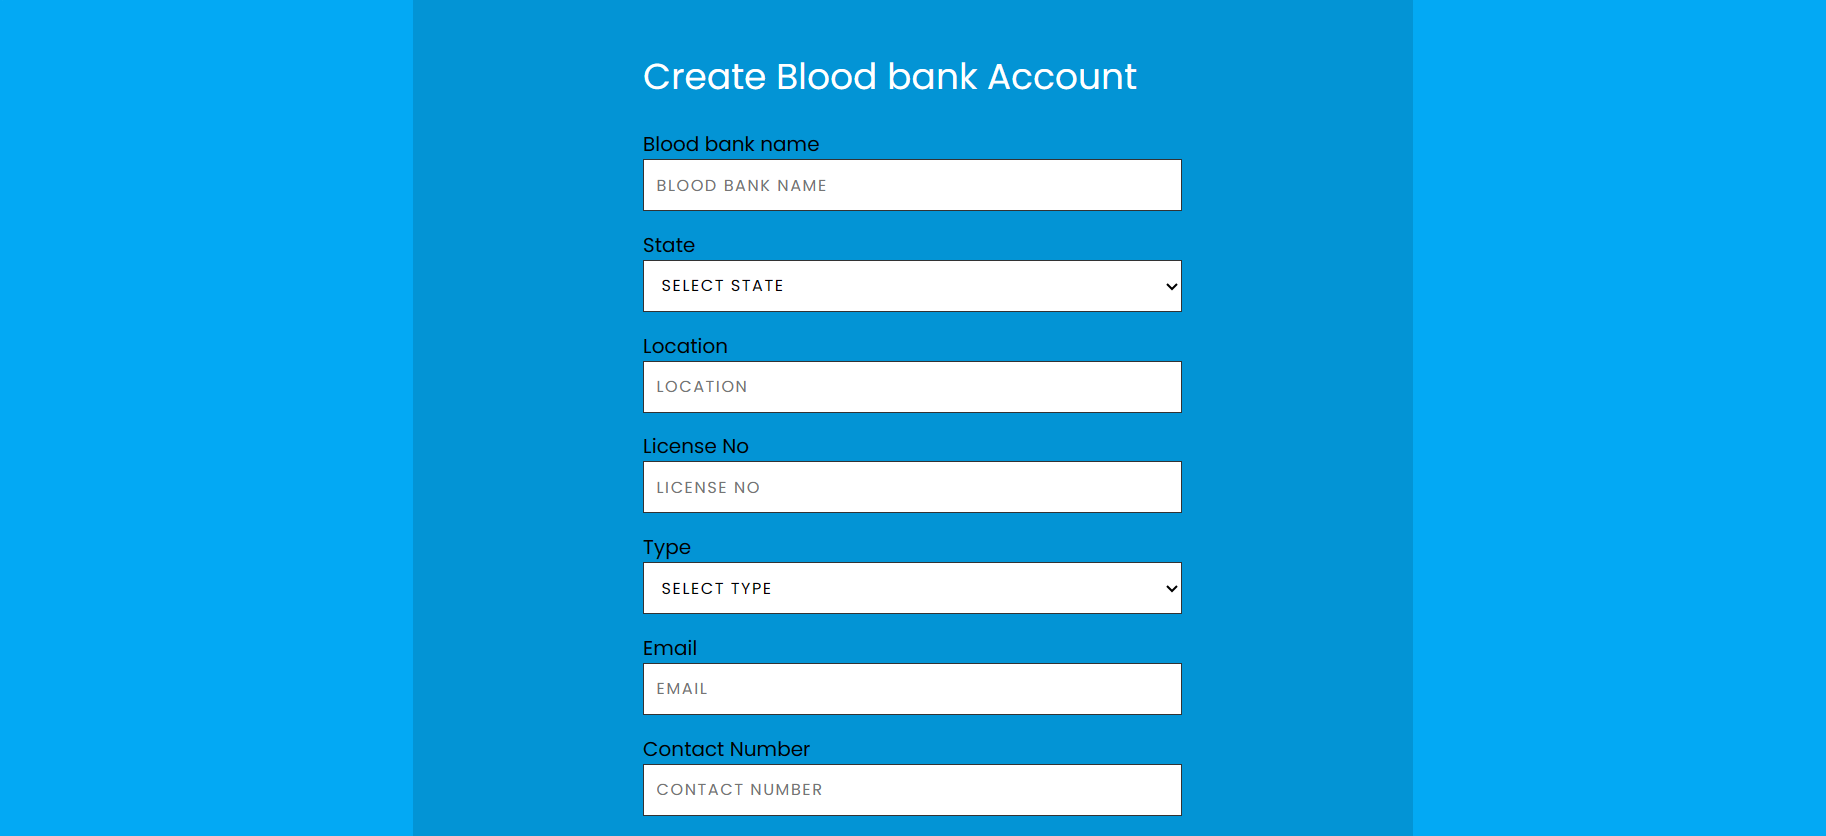 Create Blood bank Account
Blood bank name
BLOOD BANK NAME
State
SELECT STATE
Location
LOCATION
License No
LICENSE NO
Type
SELECT TYPE
Email
EMAIL
Contact Number
CONTACT NUMBER